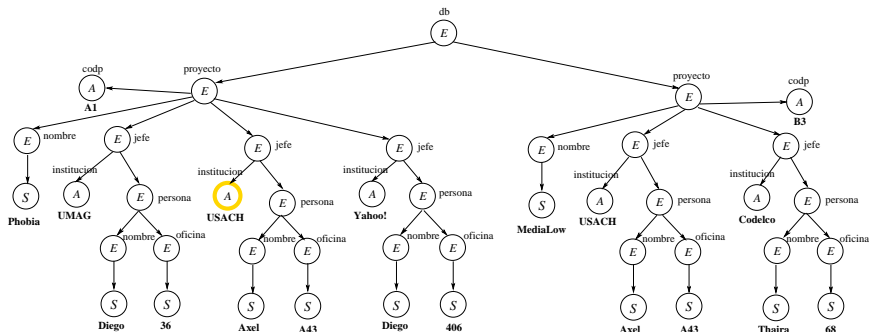 db
E
codp
proyecto
proyecto
codp
A
E
E
A
A1
B3
E nombre
E jefe
E jefe
E jefe
E nombre
E jefe
E jefe
institucion
institucion
institucion
institucion
institucion
S
A
E persona
A
E persona
A
E persona
S
A
E persona
A
E persona
Phobia
UMAG
USACH
Yahoo!
MediaLow
USACH
Codelco
nombre
oficina
nombre
oficina
nombre
oficina
nombre
oficina
nombre
oficina
E
E
E
E
E
E
E
E
E
E
S
S
S
S
S
S
S
S
S
S
Diego
36
Axel
A43
Diego
406
Axel
A43
Thaira
68